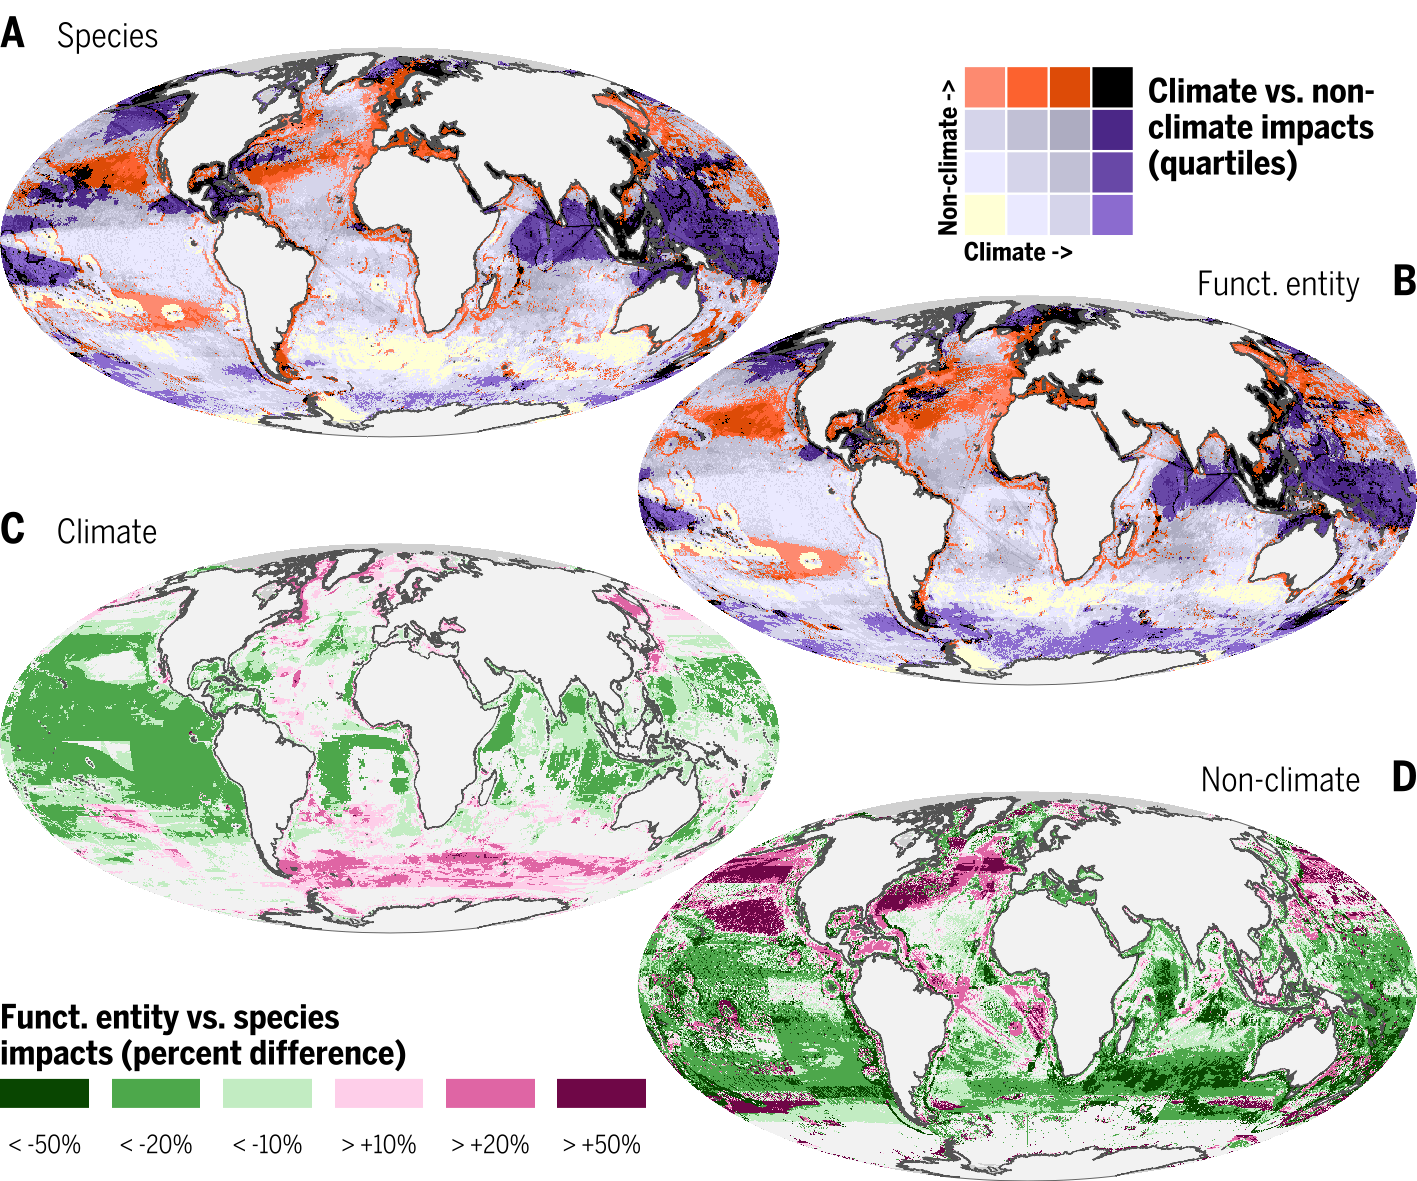 A Species
Non-climate ->
Climate ->
Climate vs. non-
climate impacts
(quartiles)
Funct. entity B
C Climate
Non-climate D
Funct. entity vs. species
impacts (percent difference)
< -50% < -20% < -10% > +10% > +20% > +50%